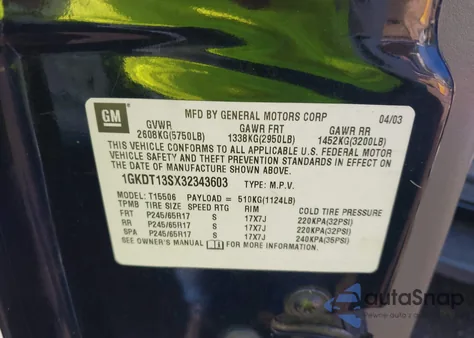 GM
MFD BY GENERAL MOTORS CORP 04/03
GVWR GAWR FRT GAWR RR
2608KG(5750LB) 1338KG(2950LB) 1452KG(3200LB)
THIS VEHICLE CONFORMS TO ALL APPLICABLE U.S. FEDERAL MOTOR
VEHICLE SAFETY AND THEFT PREVENTION STANDARDS IN EFFECT ON
THE DATE OF MANUFACTURE SHOWN ABOVE.
1GKDT13SX32343603 TYPE: M.P.V.
MODEL: T15506 PAYLOAD = 510KG(1124LB)
TPMB TIRE SIZE SPEED RTG RIM COLD TIRE PRESSURE
FRT P245/65R17 S 17X7J 220KPA(32PSI)
RR P245/65R17 S 17X7J 220KPA(32PSI)
SPA P245/65R17 S 17X7J 240KPA(35PSI)
SEE OWNER'S MANUAL FOR MORE INFORMATION.
autaSnap